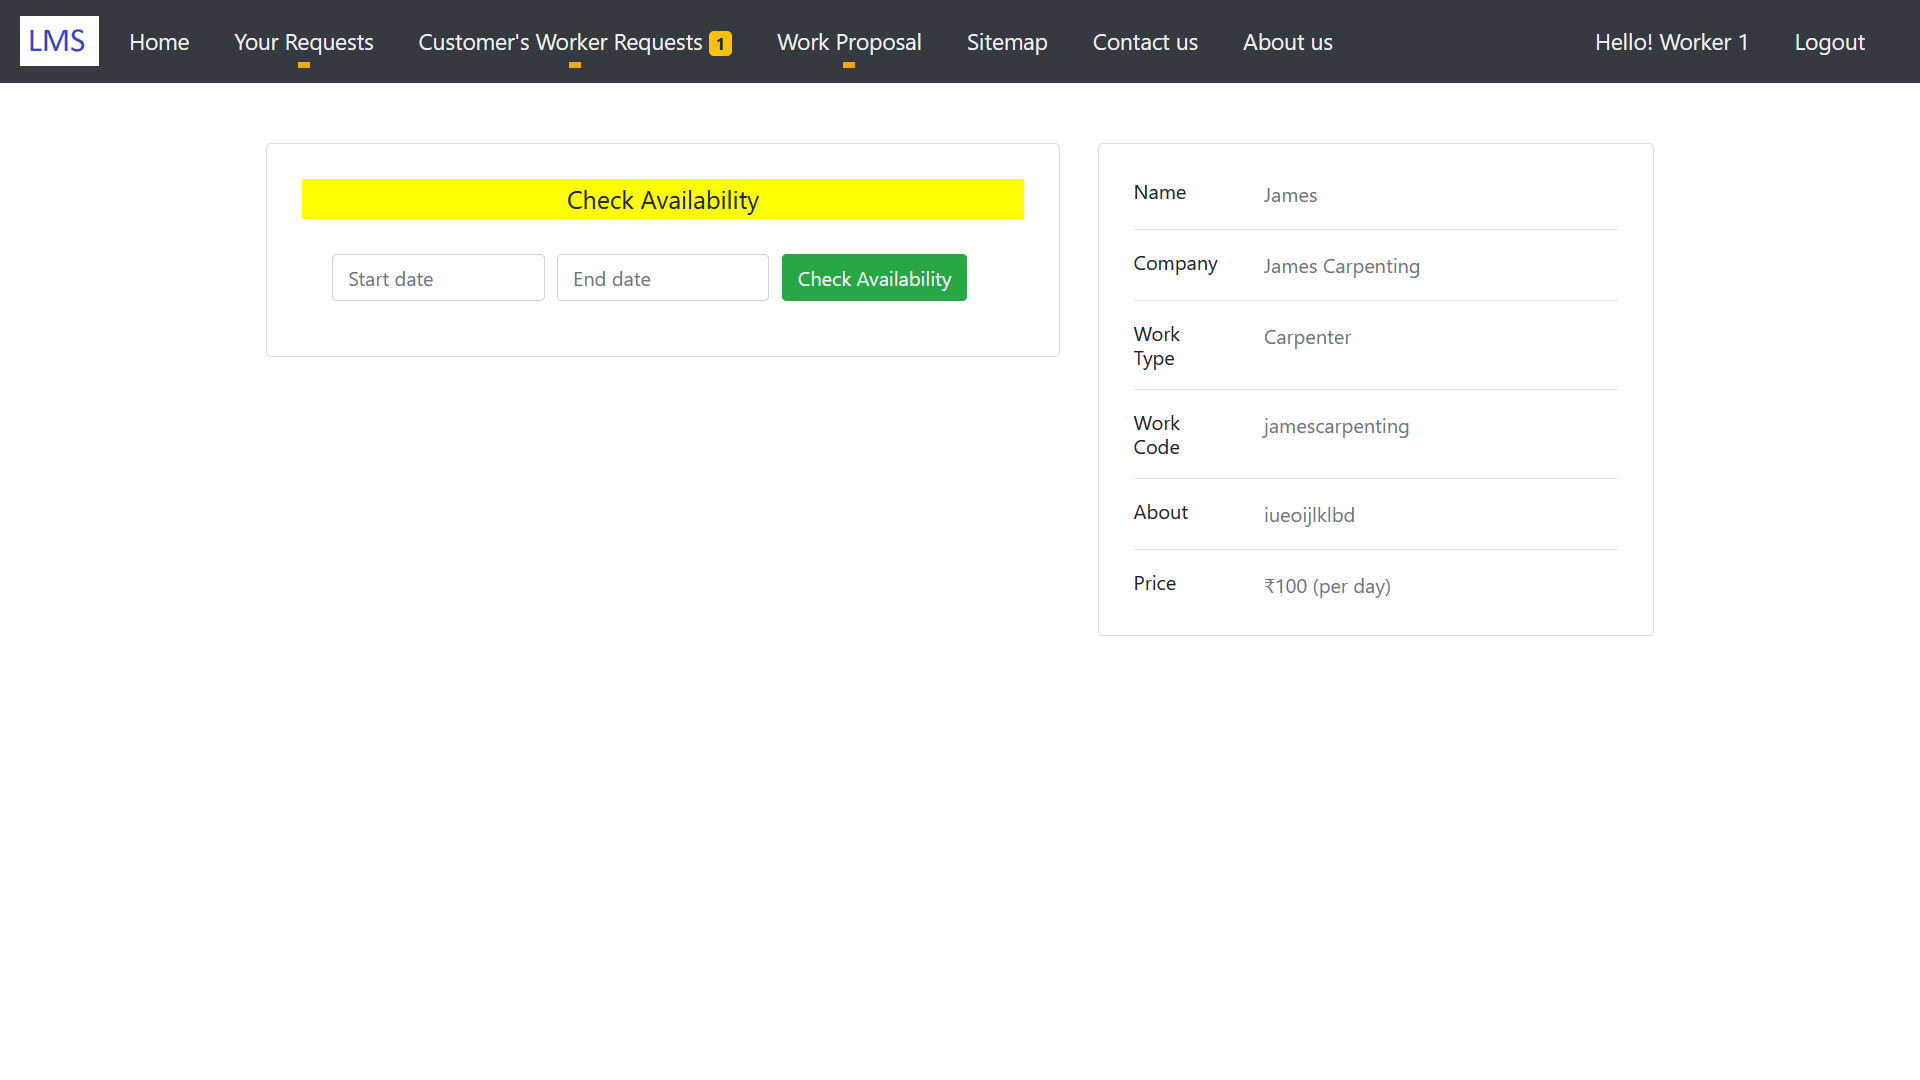 LMS Home Your Requests Customer's Worker Requests 1 Work Proposal Sitemap Contact us About us Hello! Worker 1 Logout
Check Availability
Start date End date Check Availability
Name James
Company James Carpenting
Work Type Carpenter
Work Code jamescarpenting
About iueoijlklbd
Price ₹100 (per day)